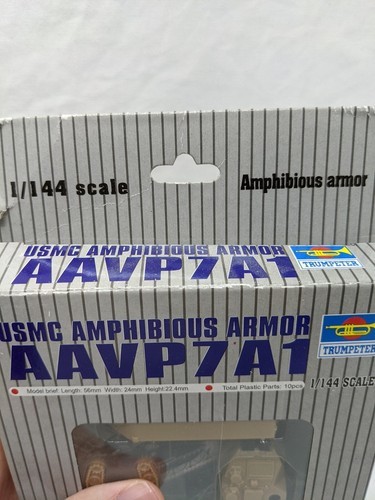 1/144 scale
Amphibious armor
USMC AMPHIBIOUS ARMOR
AAVP7A1
TRUMPETER
USMC AMPHIBIOUS ARMOR
AAVP7A1
TRUMPETER
Model brief. Length: 56mm Width: 24mm Height:22.4mm
Total Plastic Parts: 10pcs
1/144 SCALE